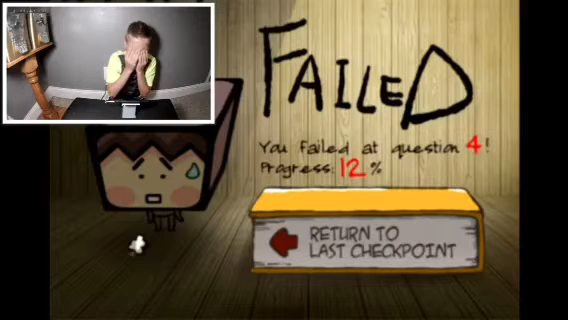 FAILED
You failed at question 4!
Progress: 12 %
RETURN TO
LAST CHECKPOINT